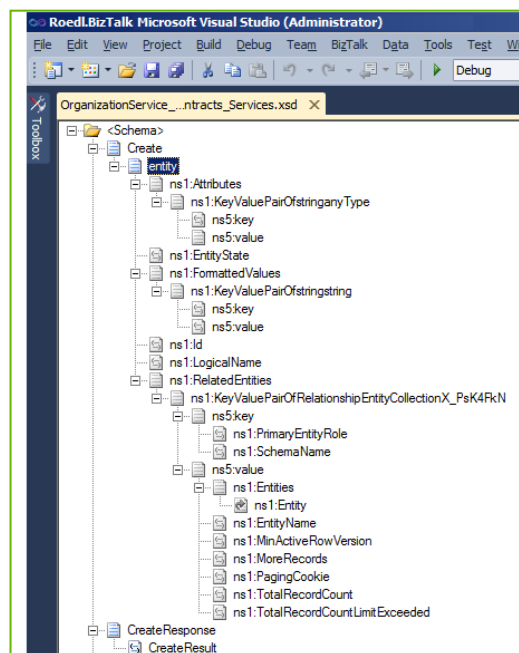 Roedl.BizTalk Microsoft Visual Studio (Administrator)
File Edit View Project Build Debug Team BizTalk Data Tools Test
Debug
Toolbox
OrganizationService_...ntracts_Services.xsd
<Schema>
Create
entity
ns1:Attributes
ns1:KeyValuePairOfstringanyType
ns5:key
ns5:value
ns1:EntityState
ns1:FormattedValues
ns1:KeyValuePairOfstringstring
ns5:key
ns5:value
ns1:Id
ns1:LogicalName
ns1:RelatedEntities
ns1:KeyValuePairOfRelationshipEntityCollectionX_PsK4FkN
ns5:key
ns1:PrimaryEntityRole
ns1:SchemaName
ns5:value
ns1:Entities
ns1:Entity
ns1:EntityName
ns1:MinActiveRowVersion
ns1:MoreRecords
ns1:PagingCookie
ns1:TotalRecordCount
ns1:TotalRecordCountLimitExceeded
CreateResponse
CreateResult